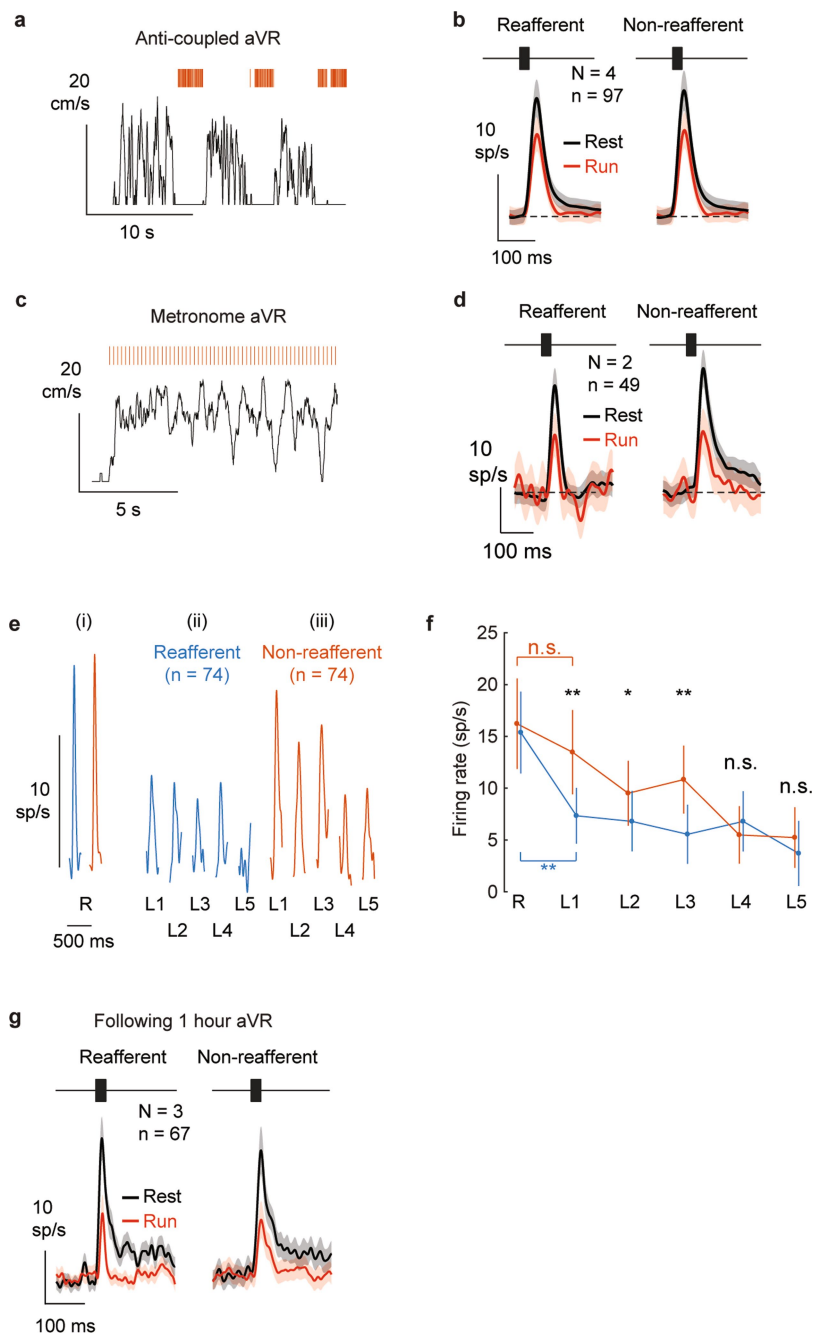 a
Anti-coupled aVR
20
cm/s
10 s
b
Reafferent
Non-reafferent
N = 4
n = 97
10
sp/s
Rest
Run
100 ms
c
Metronome aVR
20
cm/s
5 s
d
Reafferent
Non-reafferent
N = 2
n = 49
Rest
Run
10
sp/s
100 ms
e
(i)
(ii)
(iii)
Reafferent
(n = 74)
Non-reafferent
(n = 74)
10
sp/s
R
L1
L2
L3
L4
L5
L1
L2
L3
L4
L5
500 ms
f
Firing rate (sp/s)
25
20
15
10
5
0
n.s.
**
*
**
n.s.
n.s.
**
R
L1
L2
L3
L4
L5
g
Following 1 hour aVR
Reafferent
Non-reafferent
N = 3
n = 67
Rest
Run
10
sp/s
100 ms